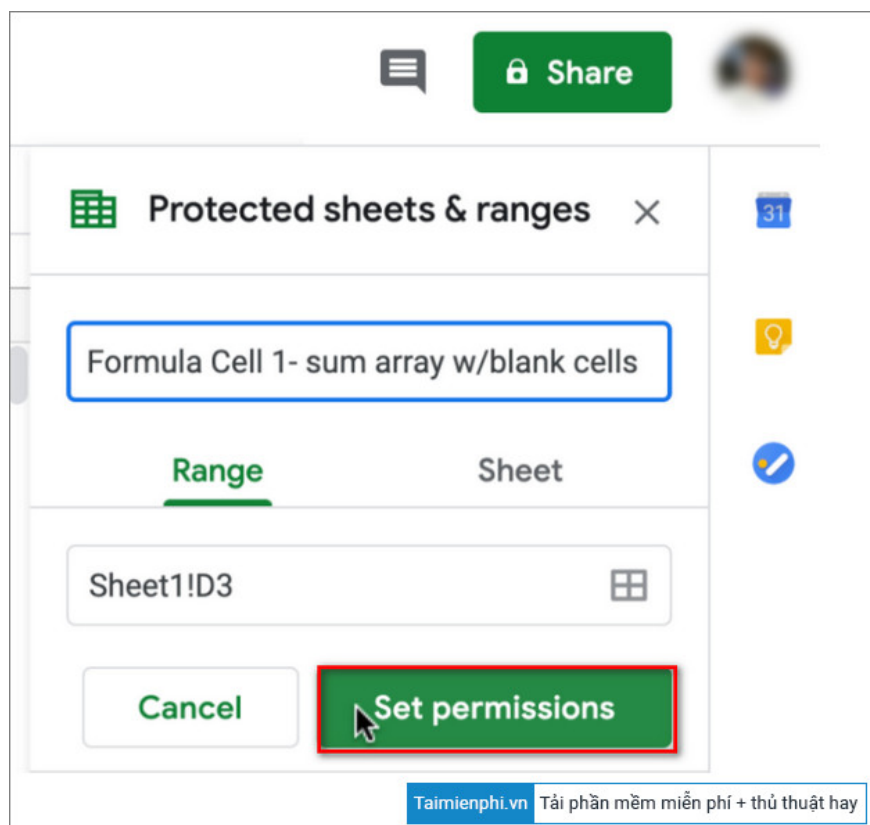 Share
Protected sheets & ranges
31
Formula Cell 1- sum array w/blank cells
Range Sheet
Sheet1!D3
Cancel Set permissions
Taimienphi.vn Tải phần mềm miễn phí + thủ thuật hay